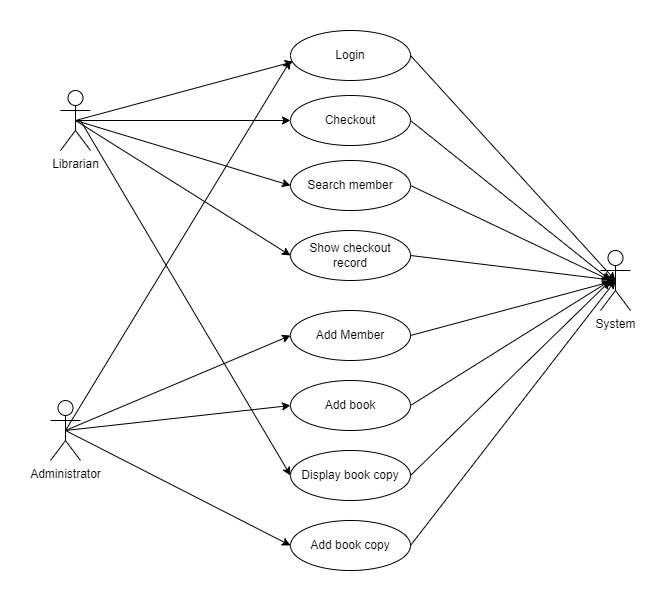 Login
Checkout
Librarian
Search member
Show checkout
record
System
Add Member
Add book
Administrator
Display book copy
Add book copy